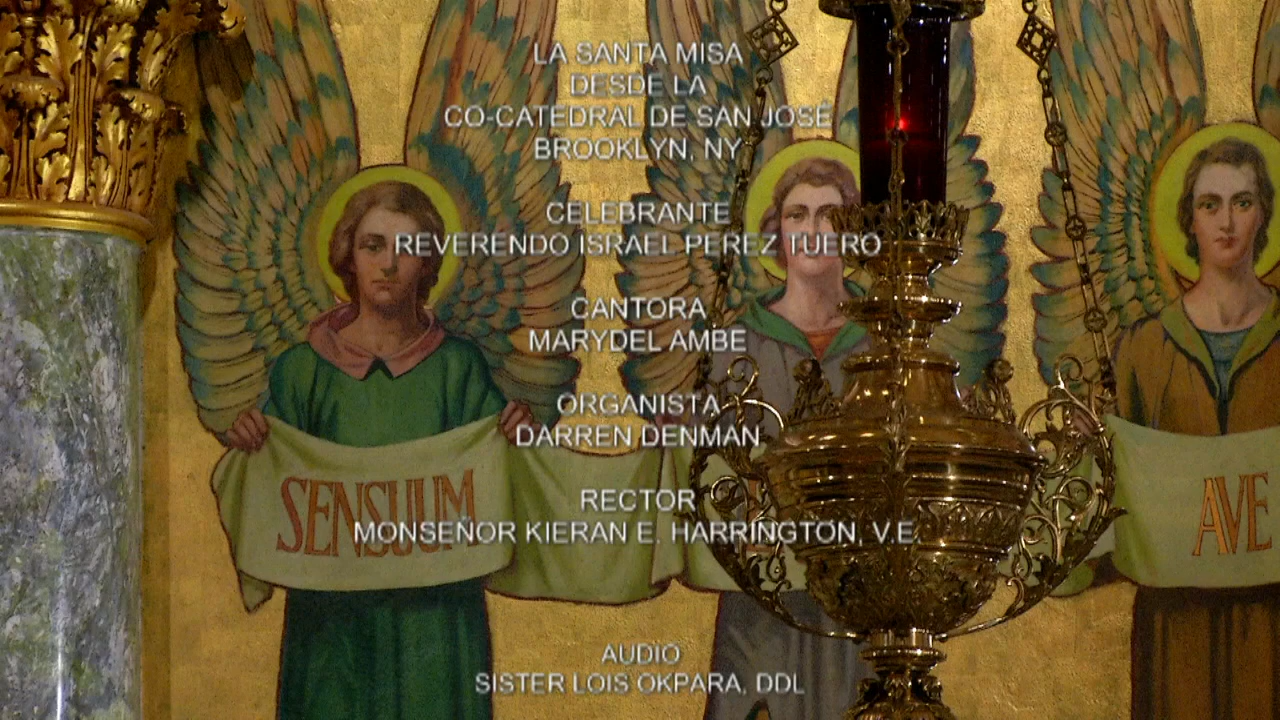 LA SANTA MISA
DESDE LA
CO-CATEDRAL DE SAN JOSÉ
BROOKLYN, NY
CELEBRANTE
REVERENDO ISRAEL PEREZ TUERO
CANTORA
MARYDEL AMBE
ORGANISTA
DARREN DENMAN
RECTOR
MONSEÑOR KIERAN E. HARRINGTON, V.E.
AUDIO
SISTER LOIS OKPARA, DDL
SENSUUM
AVE